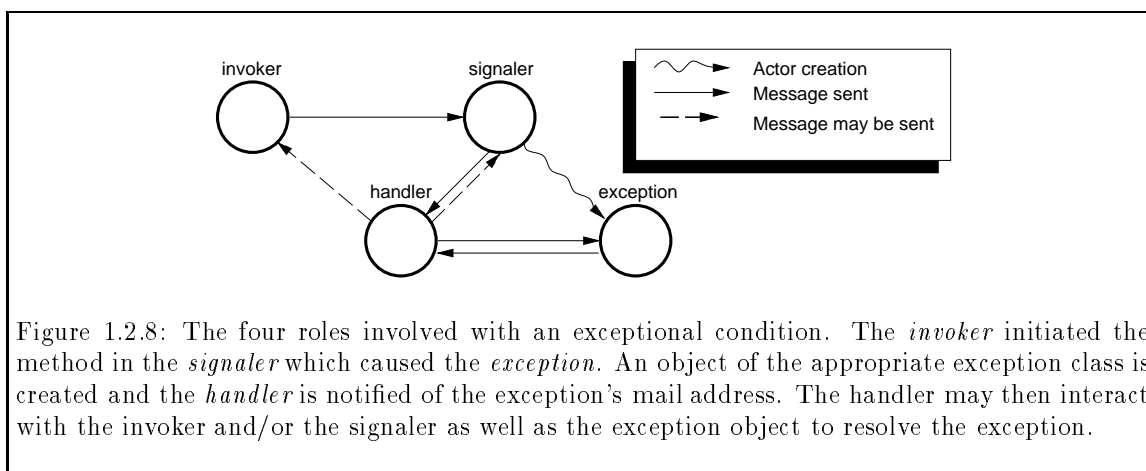 invoker
signaler
handler
exception
Actor creation
Message sent
Message may be sent
Figure 1.2.8: The four roles involved with an exceptional condition. The invoker initiated the
method in the signaler which caused the exception. An object of the appropriate exception class is
created and the handler is notified of the exception's mail address. The handler may then interact
with the invoker and/or the signaler as well as the exception object to resolve the exception.